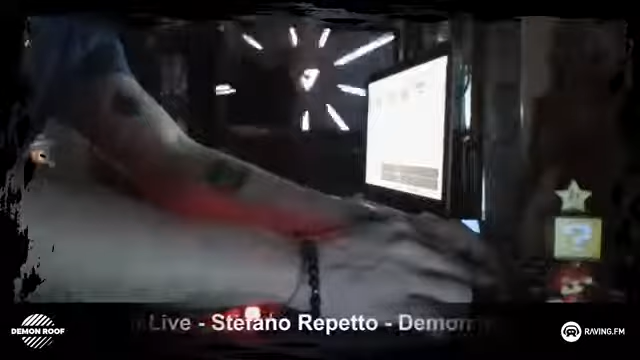 ?
Live - Stefano Repetto - Demon
DEMON ROOF
RAVING.FM